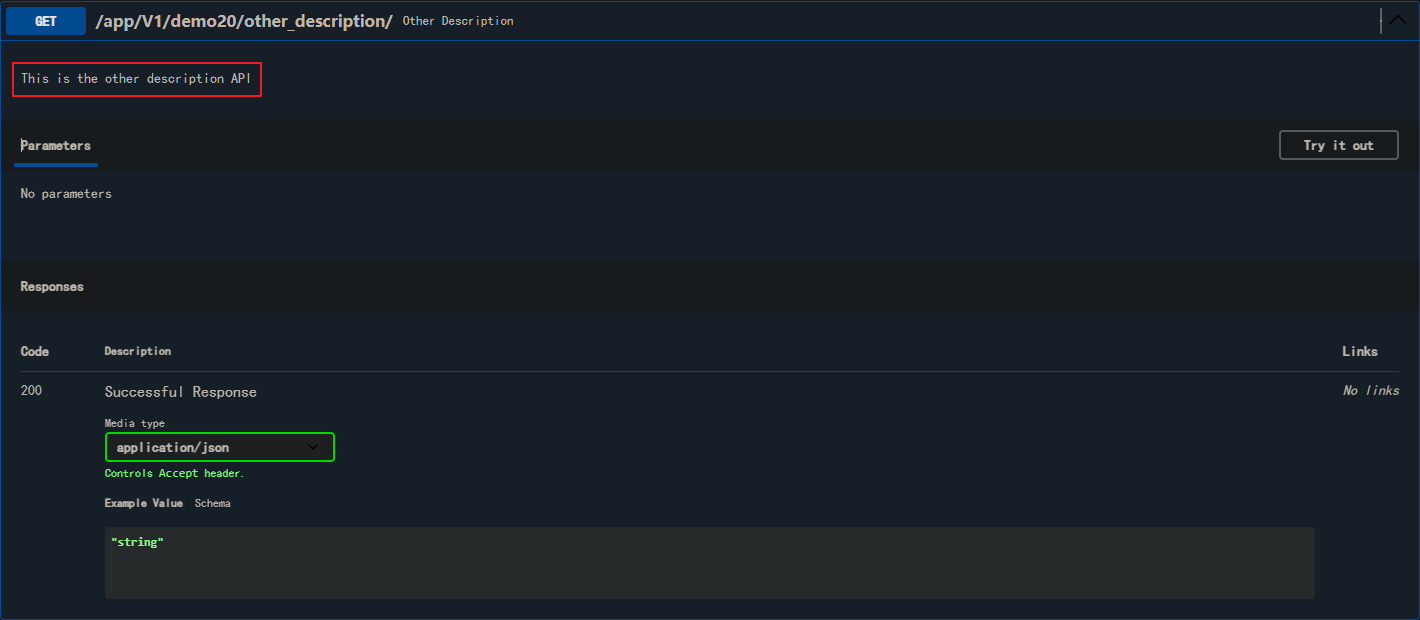 GET /app/V1/demo20/other_description/ Other Description
This is the other description API
Parameters Try it out
No parameters
Responses
Code Description Links
200 Successful Response No links
Media type
application/json
Controls Accept header.
Example Value Schema
"string"